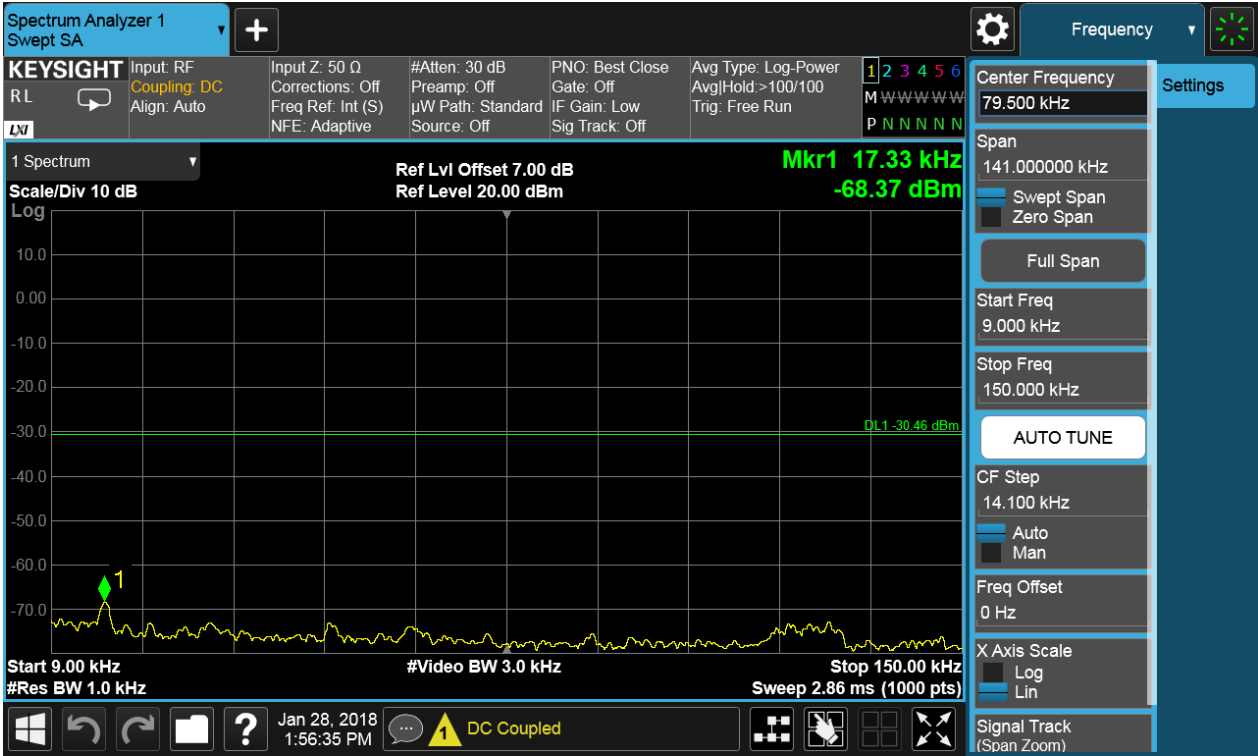 Spectrum Analyzer 1
Swept SA
Frequency
KEYSIGHT
R L
LXI
Input: RF
Coupling: DC
Align: Auto
Input Z: 50 Ω
Corrections: Off
Freq Ref: Int (S)
NFE: Adaptive
#Atten: 30 dB
Preamp: Off
µW Path: Standard
Source: Off
PNO: Best Close
Gate: Off
IF Gain: Low
Sig Track: Off
Avg Type: Log-Power
Avg|Hold:>100/100
Trig: Free Run
1 2 3 4 5 6
M W W W W W
P N N N N N
1 Spectrum
Scale/Div 10 dB
Log
Ref Lvl Offset 7.00 dB
Ref Level 20.00 dBm
Mkr1 17.33 kHz
-68.37 dBm
10.0
0.00
-10.0
-20.0
-30.0
DL1 -30.46 dBm
-40.0
-50.0
-60.0
1
-70.0
Start 9.00 kHz
#Video BW 3.0 kHz
Stop 150.00 kHz
#Res BW 1.0 kHz
Sweep 2.86 ms (1000 pts)
Center Frequency
79.500 kHz
Settings
Span
141.000000 kHz
Swept Span
Zero Span
Full Span
Start Freq
9.000 kHz
Stop Freq
150.000 kHz
AUTO TUNE
CF Step
14.100 kHz
Auto
Man
Freq Offset
0 Hz
X Axis Scale
Log
Lin
Signal Track
(Span Zoom)
?
Jan 28, 2018
1:56:35 PM
1
DC Coupled